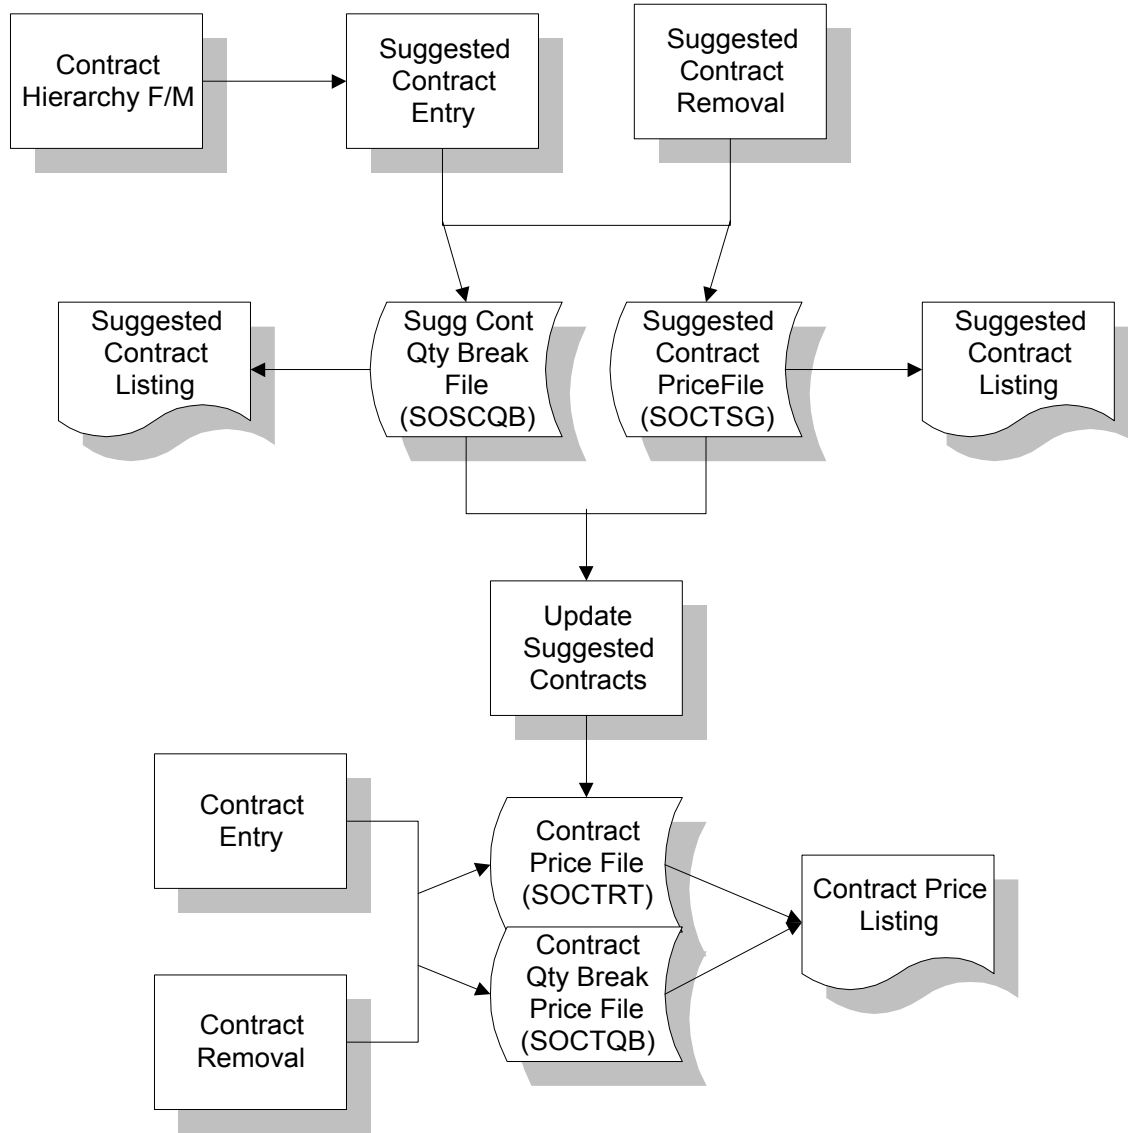 Contract
Hierarchy F/M
Suggested
Contract
Entry
Suggested
Contract
Removal
Suggested
Contract
Listing
Sugg Cont
Qty Break
File
(SOSCQB)
Suggested
Contract
PriceFile
(SOCTSG)
Suggested
Contract
Listing
Update
Suggested
Contracts
Contract
Entry
Contract
Price File
(SOCTRT)
Contract Price
Listing
Contract
Qty Break
Price File
(SOCTQB)
Contract
Removal